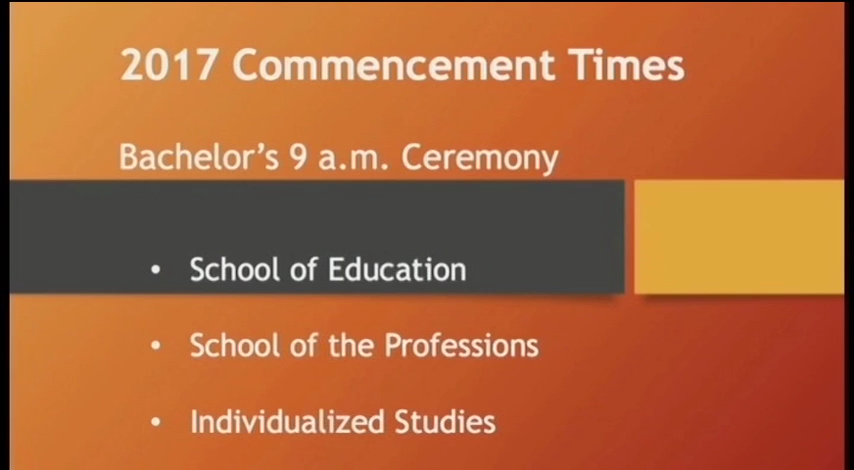 2017 Commencement Times
Bachelor’s 9 a.m. Ceremony
• School of Education
• School of the Professions
• Individualized Studies